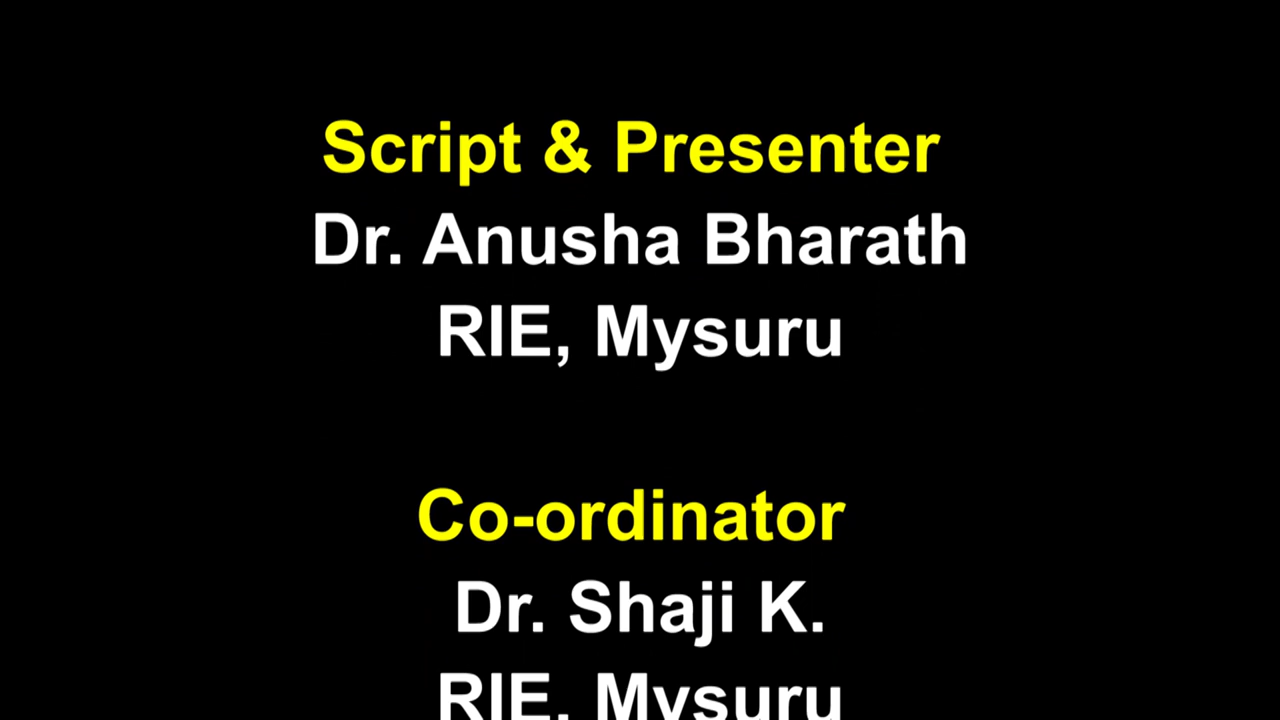 Script & Presenter
Dr. Anusha Bharath
RIE, Mysuru
Co-ordinator
Dr. Shaji K.
RIE, Mysuru